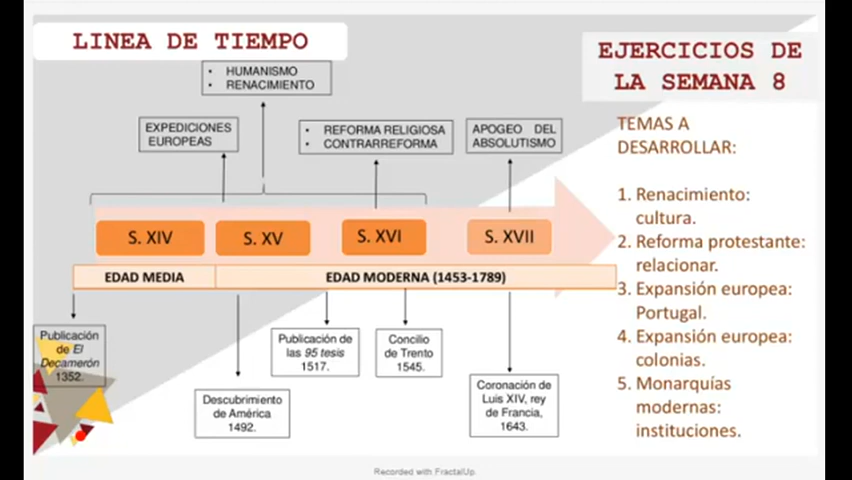 LINEA DE TIEMPO
EJERCICIOS DE
LA SEMANA 8
• HUMANISMO
• RENACIMIENTO
EXPEDICIONES
EUROPEAS
• REFORMA RELIGIOSA
• CONTRARREFORMA
APOGEO DEL
ABSOLUTISMO
S. XIV
S. XV
S. XVI
S. XVII
EDAD MEDIA
EDAD MODERNA (1453-1789)
Publicación
de El
Decamerón
1352.
Descubrimiento
de América
1492.
Publicación de
las 95 tesis
1517.
Concilio
de Trento
1545.
Coronación de
Luis XIV, rey
de Francia,
1643.
TEMAS A
DESARROLLAR:
1. Renacimiento:
cultura.
2. Reforma protestante:
relacionar.
3. Expansión europea:
Portugal.
4. Expansión europea:
colonias.
5. Monarquías
modernas:
instituciones.
Recorded with FractalUp.